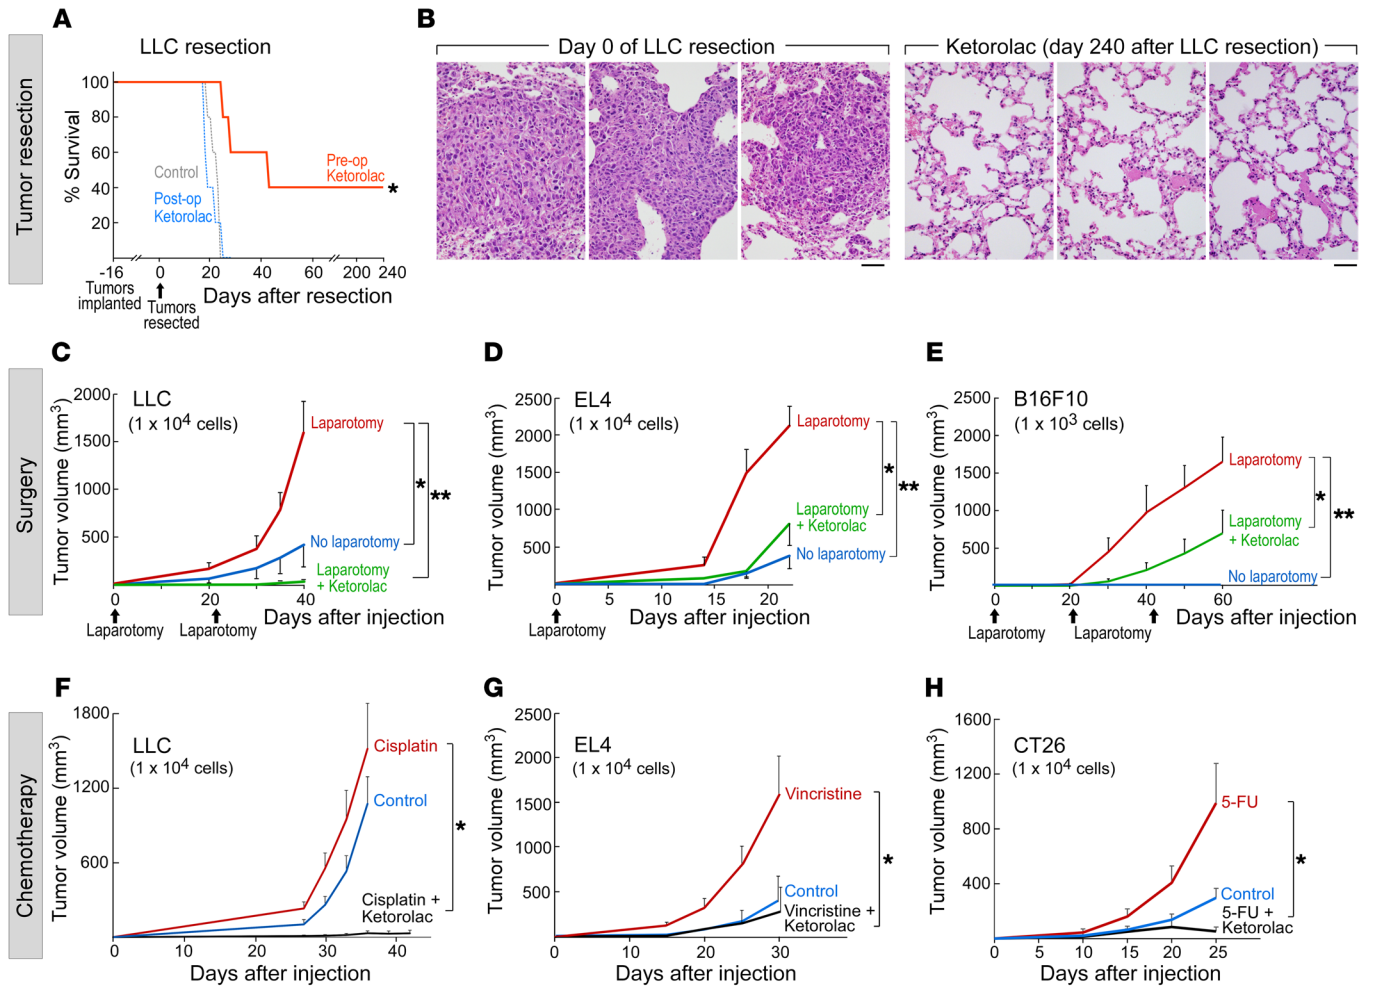 A
B
Tumor resection
LLC resection
Day 0 of LLC resection
Ketorolac (day 240 after LLC resection)
% Survival
100
80
60
40
20
Control
Post-op
Ketorolac
Pre-op
Ketorolac
*
-16
0
20
40
60
200
240
Tumors
implanted
Tumors
resected
Days after resection
C
D
E
Surgery
LLC
(1 x 10⁴ cells)
Tumor volume (mm³)
2000
1500
1000
500
Laparotomy
No laparotomy
Laparotomy
+ Ketorolac
*
**
0
20
40
Days after injection
Laparotomy
Laparotomy
EL4
(1 x 10⁴ cells)
Tumor volume (mm³)
2500
2000
1500
1000
500
Laparotomy
Laparotomy
+ Ketorolac
No laparotomy
*
**
0
5
10
15
20
Days after injection
Laparotomy
B16F10
(1 x 10³ cells)
Tumor volume (mm³)
2500
2000
1500
1000
500
Laparotomy
Laparotomy
+ Ketorolac
No laparotomy
*
**
0
20
40
60
Days after injection
Laparotomy
Laparotomy
F
G
H
Chemotherapy
LLC
(1 x 10⁴ cells)
Tumor volume (mm³)
1800
1200
600
Cisplatin
Control
Cisplatin +
Ketorolac
*
0
10
20
30
40
Days after injection
EL4
(1 x 10⁴ cells)
Tumor volume (mm³)
2500
2000
1500
1000
500
Vincristine
Control
Vincristine +
Ketorolac
*
0
10
20
30
Days after injection
CT26
(1 x 10⁴ cells)
Tumor volume (mm³)
1600
1200
800
400
5-FU
Control
5-FU +
Ketorolac
*
0
5
10
15
20
25
Days after injection